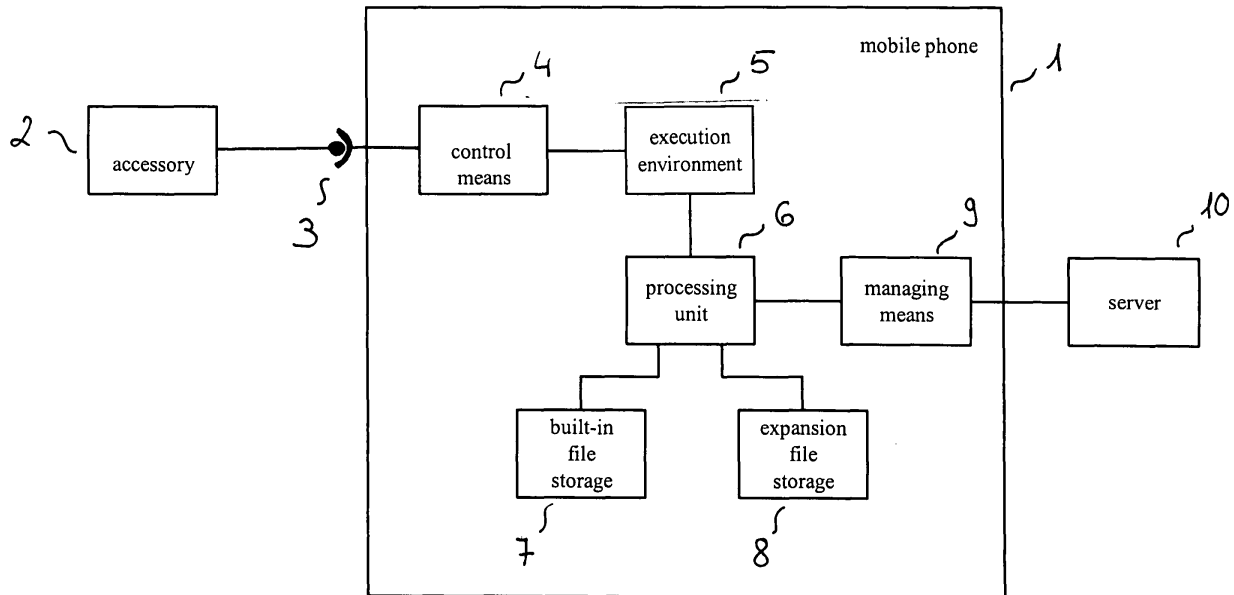 mobile phone
1
4
5
2
accessory
control
means
execution
environment
3
6
9
10
processing
unit
managing
means
server
built-in
file
storage
expansion
file
storage
7
8